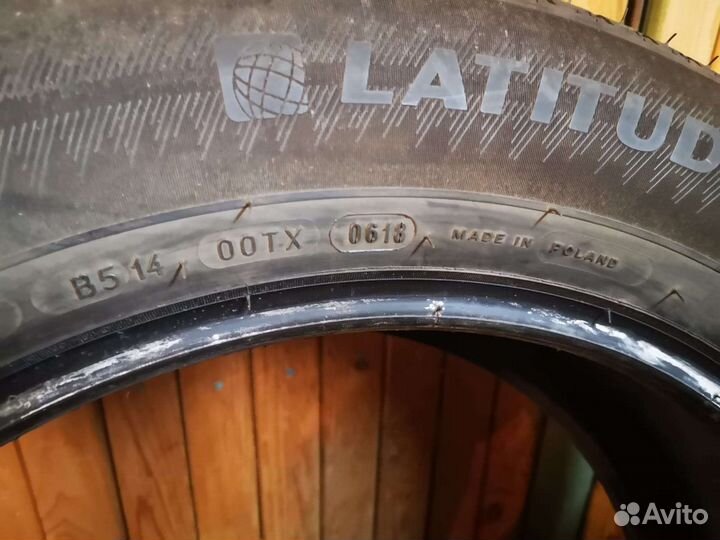 LATITUD
B514 00TX 0618 MADE IN POLAND
Avito